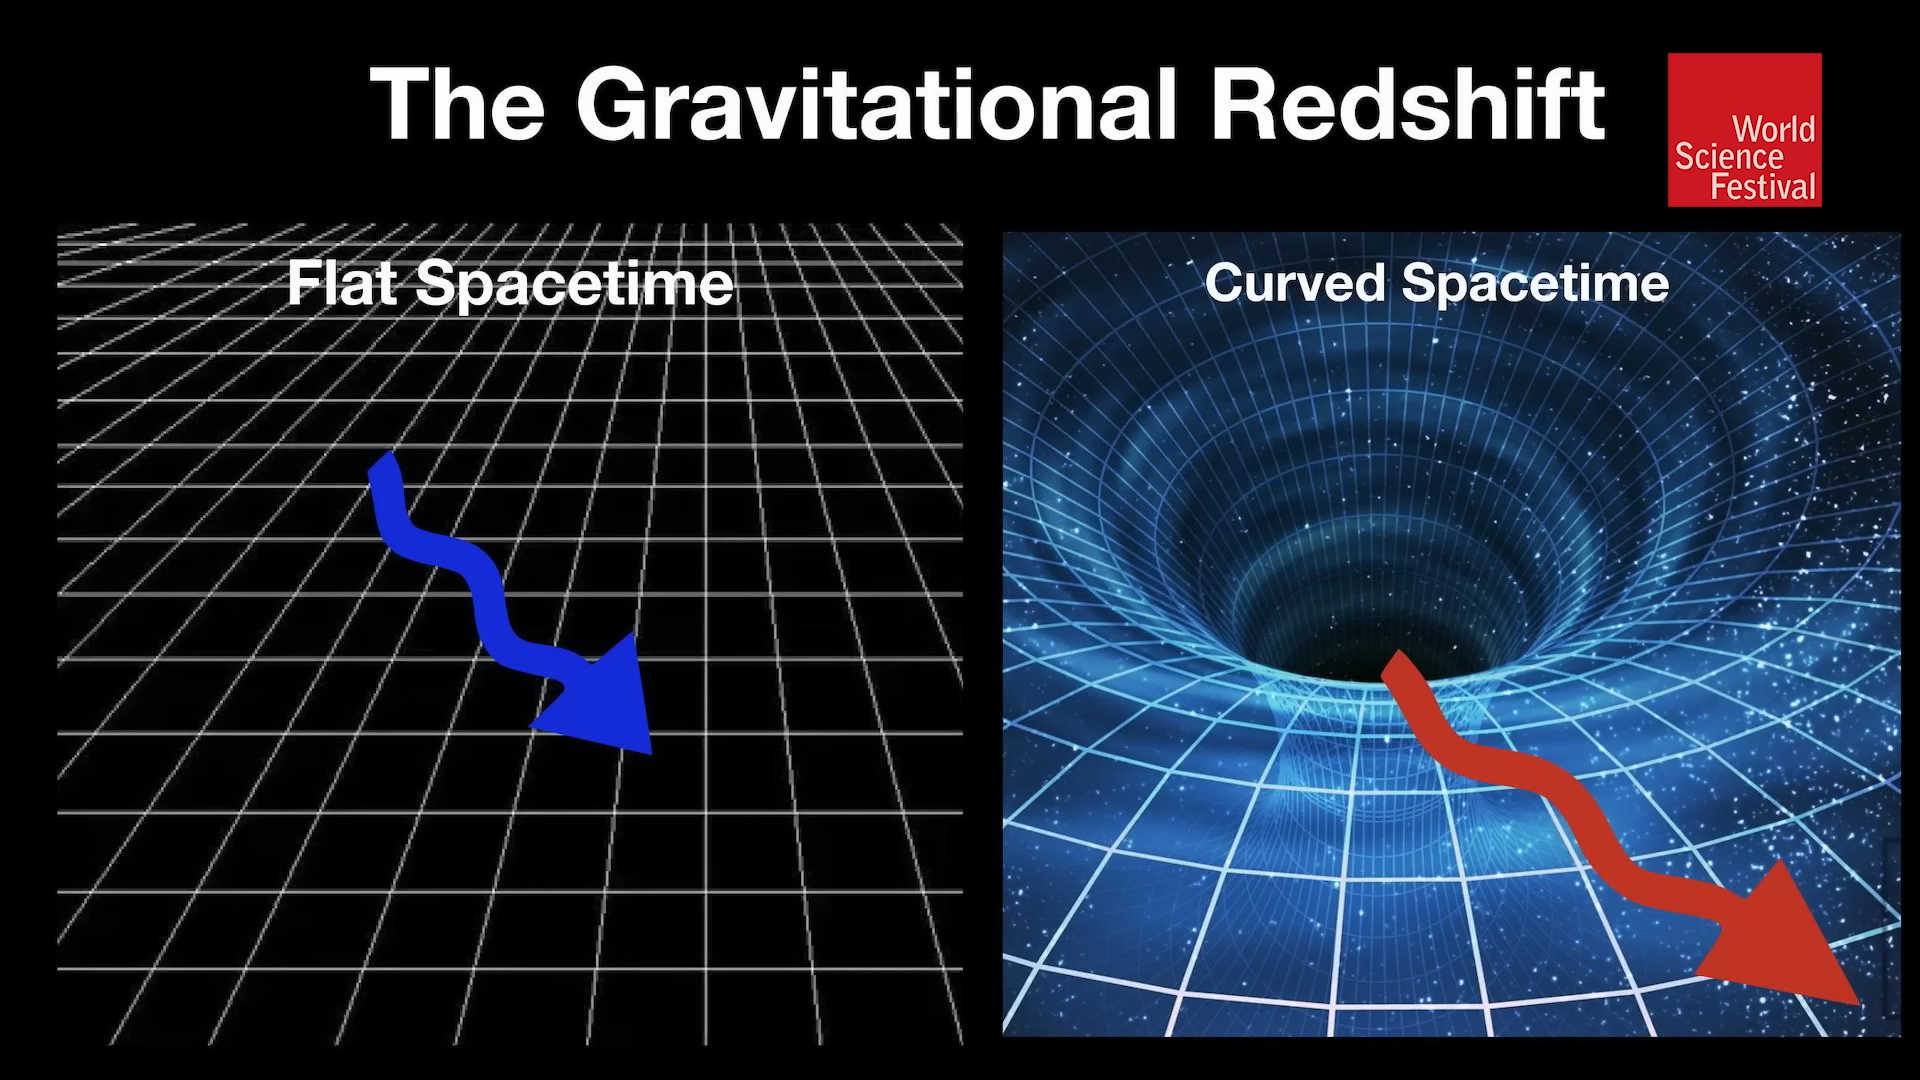 The Gravitational Redshift
World
Science
Festival
Flat Spacetime
Curved Spacetime